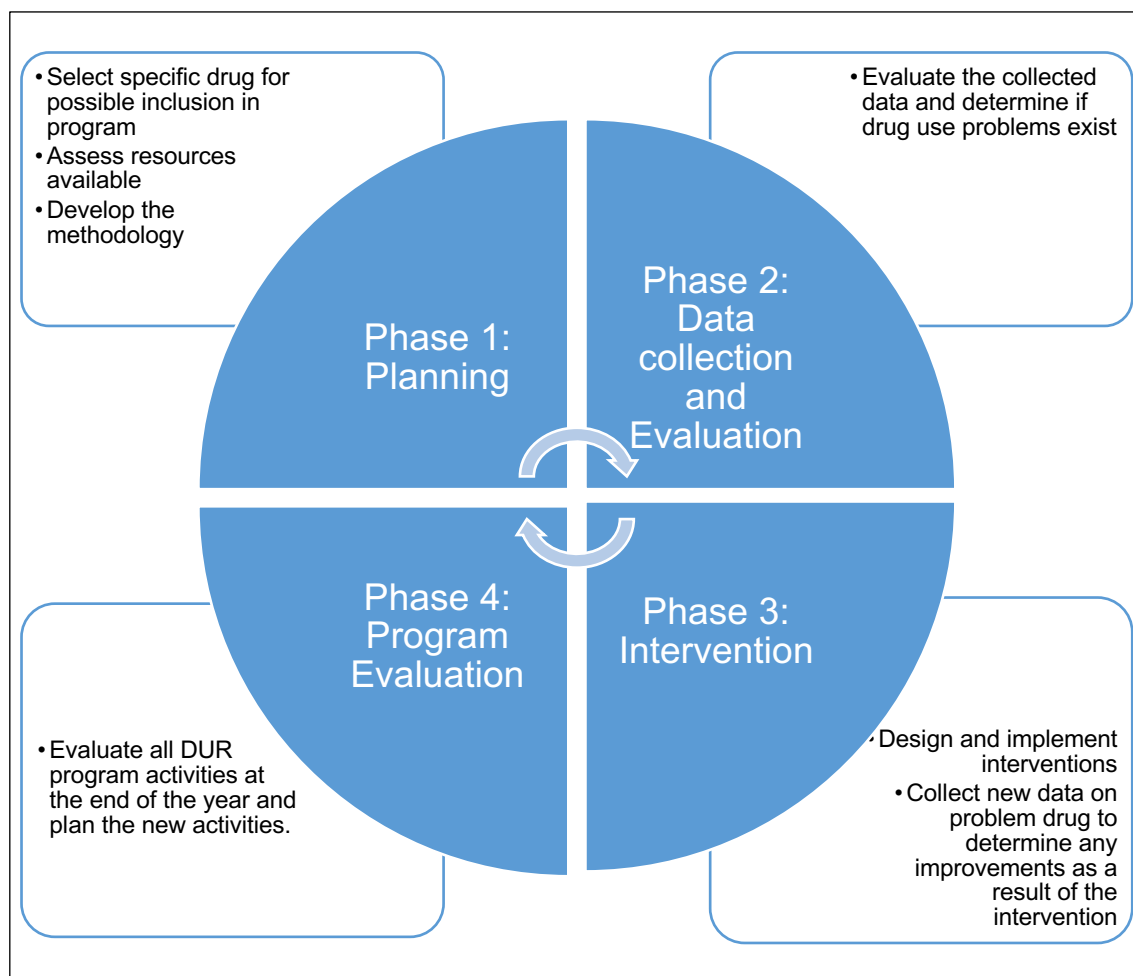 • Select specific drug for
possible inclusion in
program
• Assess resources
available
• Develop the
methodology
• Evaluate the collected
data and determine if
drug use problems exist
Phase 1:
Planning
Phase 2:
Data
collection
and
Evaluation
Phase 4:
Program
Evaluation
Phase 3:
Intervention
• Evaluate all DUR
program activities at
the end of the year and
plan the new activities.
• Design and implement
interventions
• Collect new data on
problem drug to
determine any
improvements as a
result of the
intervention